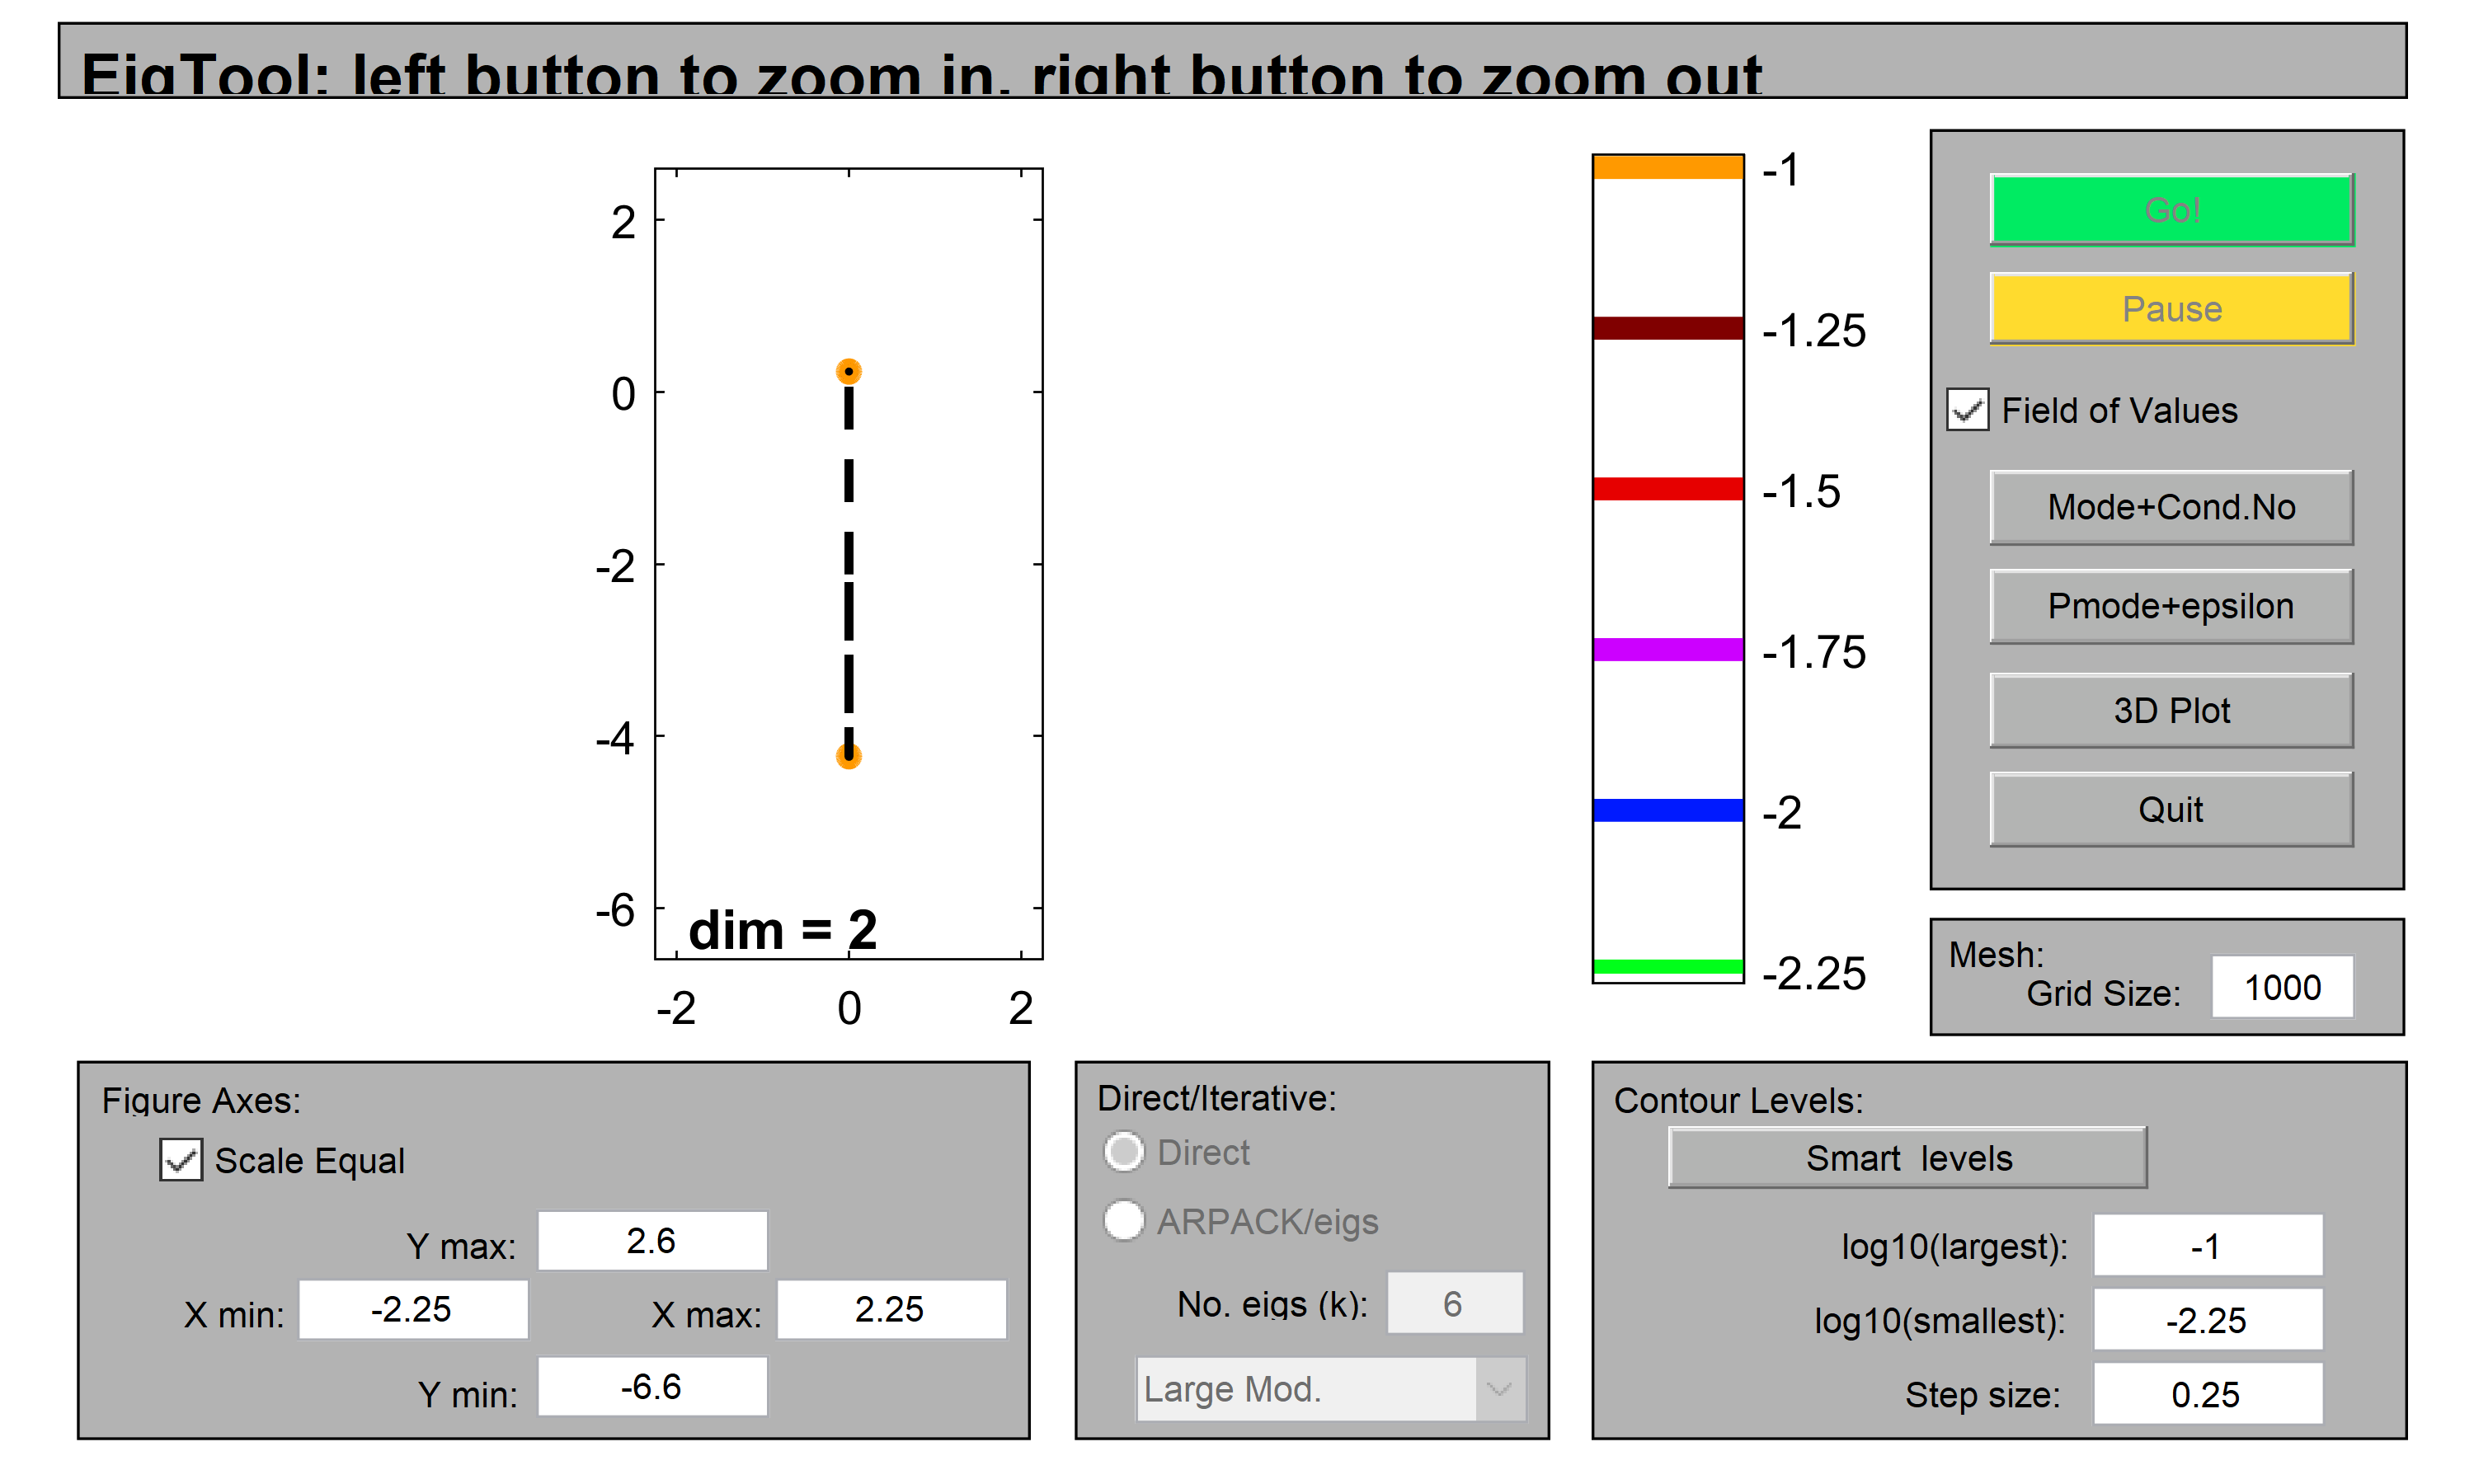 EigTool: left button to zoom in, right button to zoom out
2
0
-2
-4
-6
dim = 2
-2 0 2
-1
-1.25
-1.5
-1.75
-2
-2.25
Go!
Pause
Field of Values
Mode+Cond.No
Pmode+epsilon
3D Plot
Quit
Mesh:
Grid Size: 1000
Figure Axes:
Scale Equal
Y max: 2.6
X min: -2.25 X max: 2.25
Y min: -6.6
Direct/Iterative:
Direct
ARPACK/eigs
No. eigs (k): 6
Large Mod.
Contour Levels:
Smart levels
log10(largest): -1
log10(smallest): -2.25
Step size: 0.25